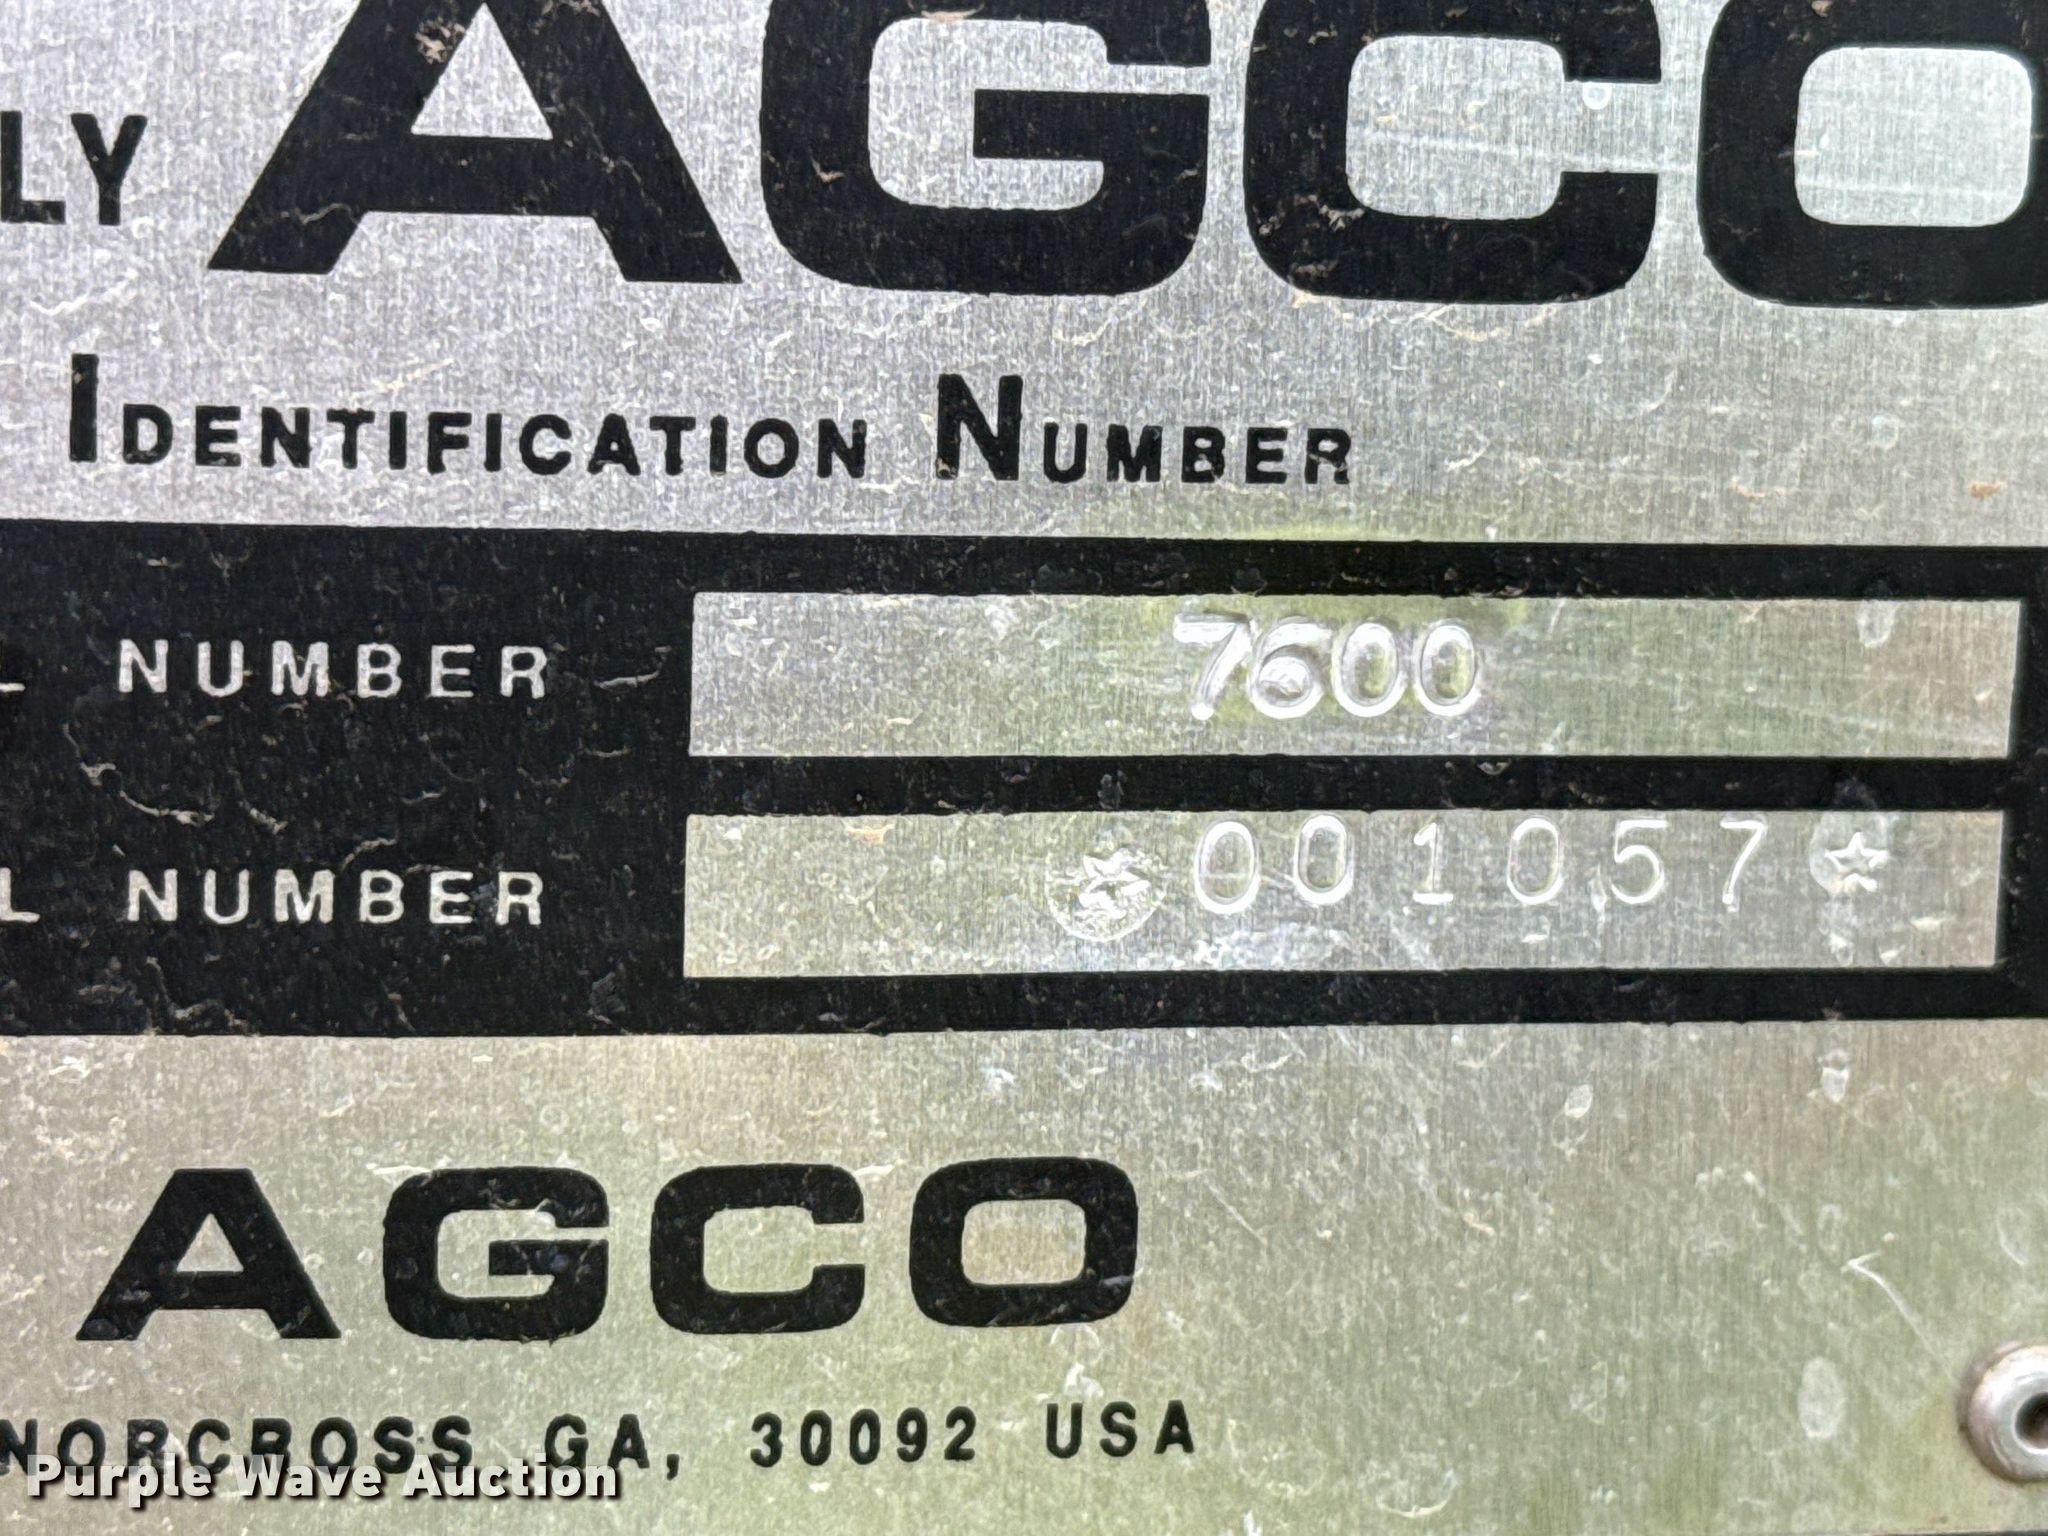 LY AGCO
IDENTIFICATION NUMBER
L NUMBER 7600
L NUMBER ☆001057☆
AGCO
NORCROSS GA, 30092 USA
Purple Wave Auction